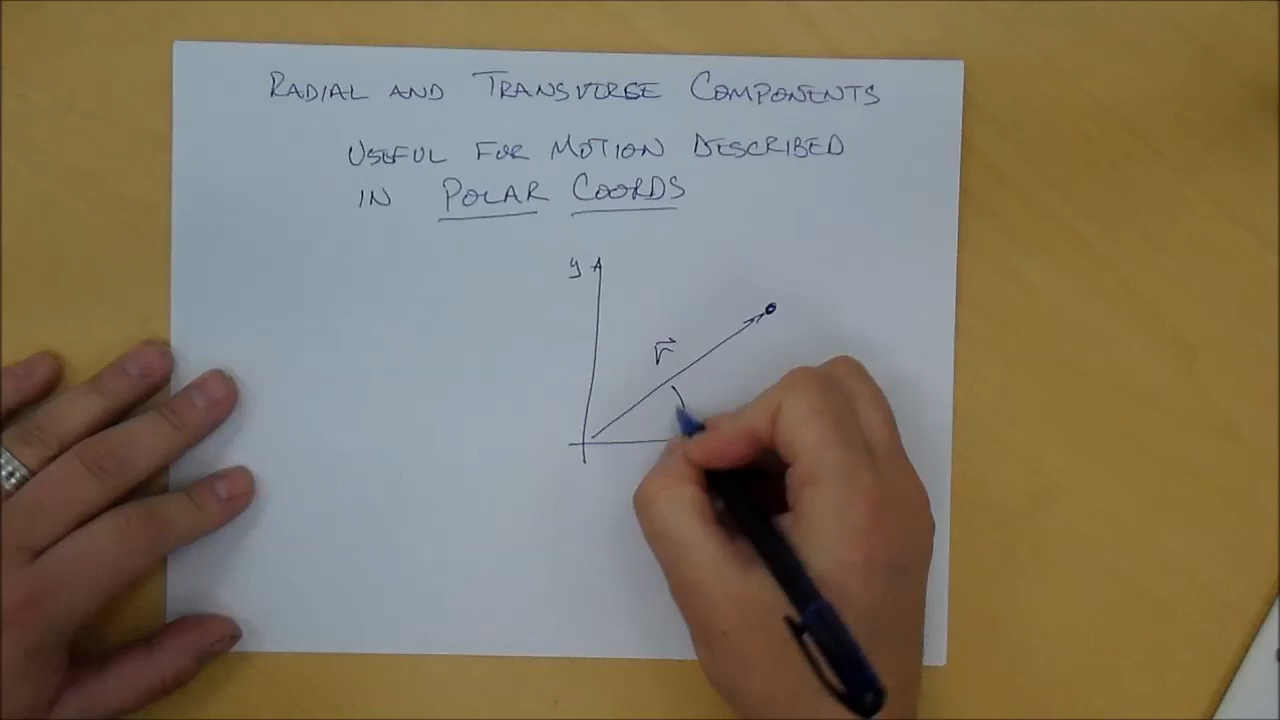 RADIAL AND TRANSVERSE COMPONENTS
USEFUL FOR MOTION DESCRIBED
IN POLAR COORDS
y
r⃗